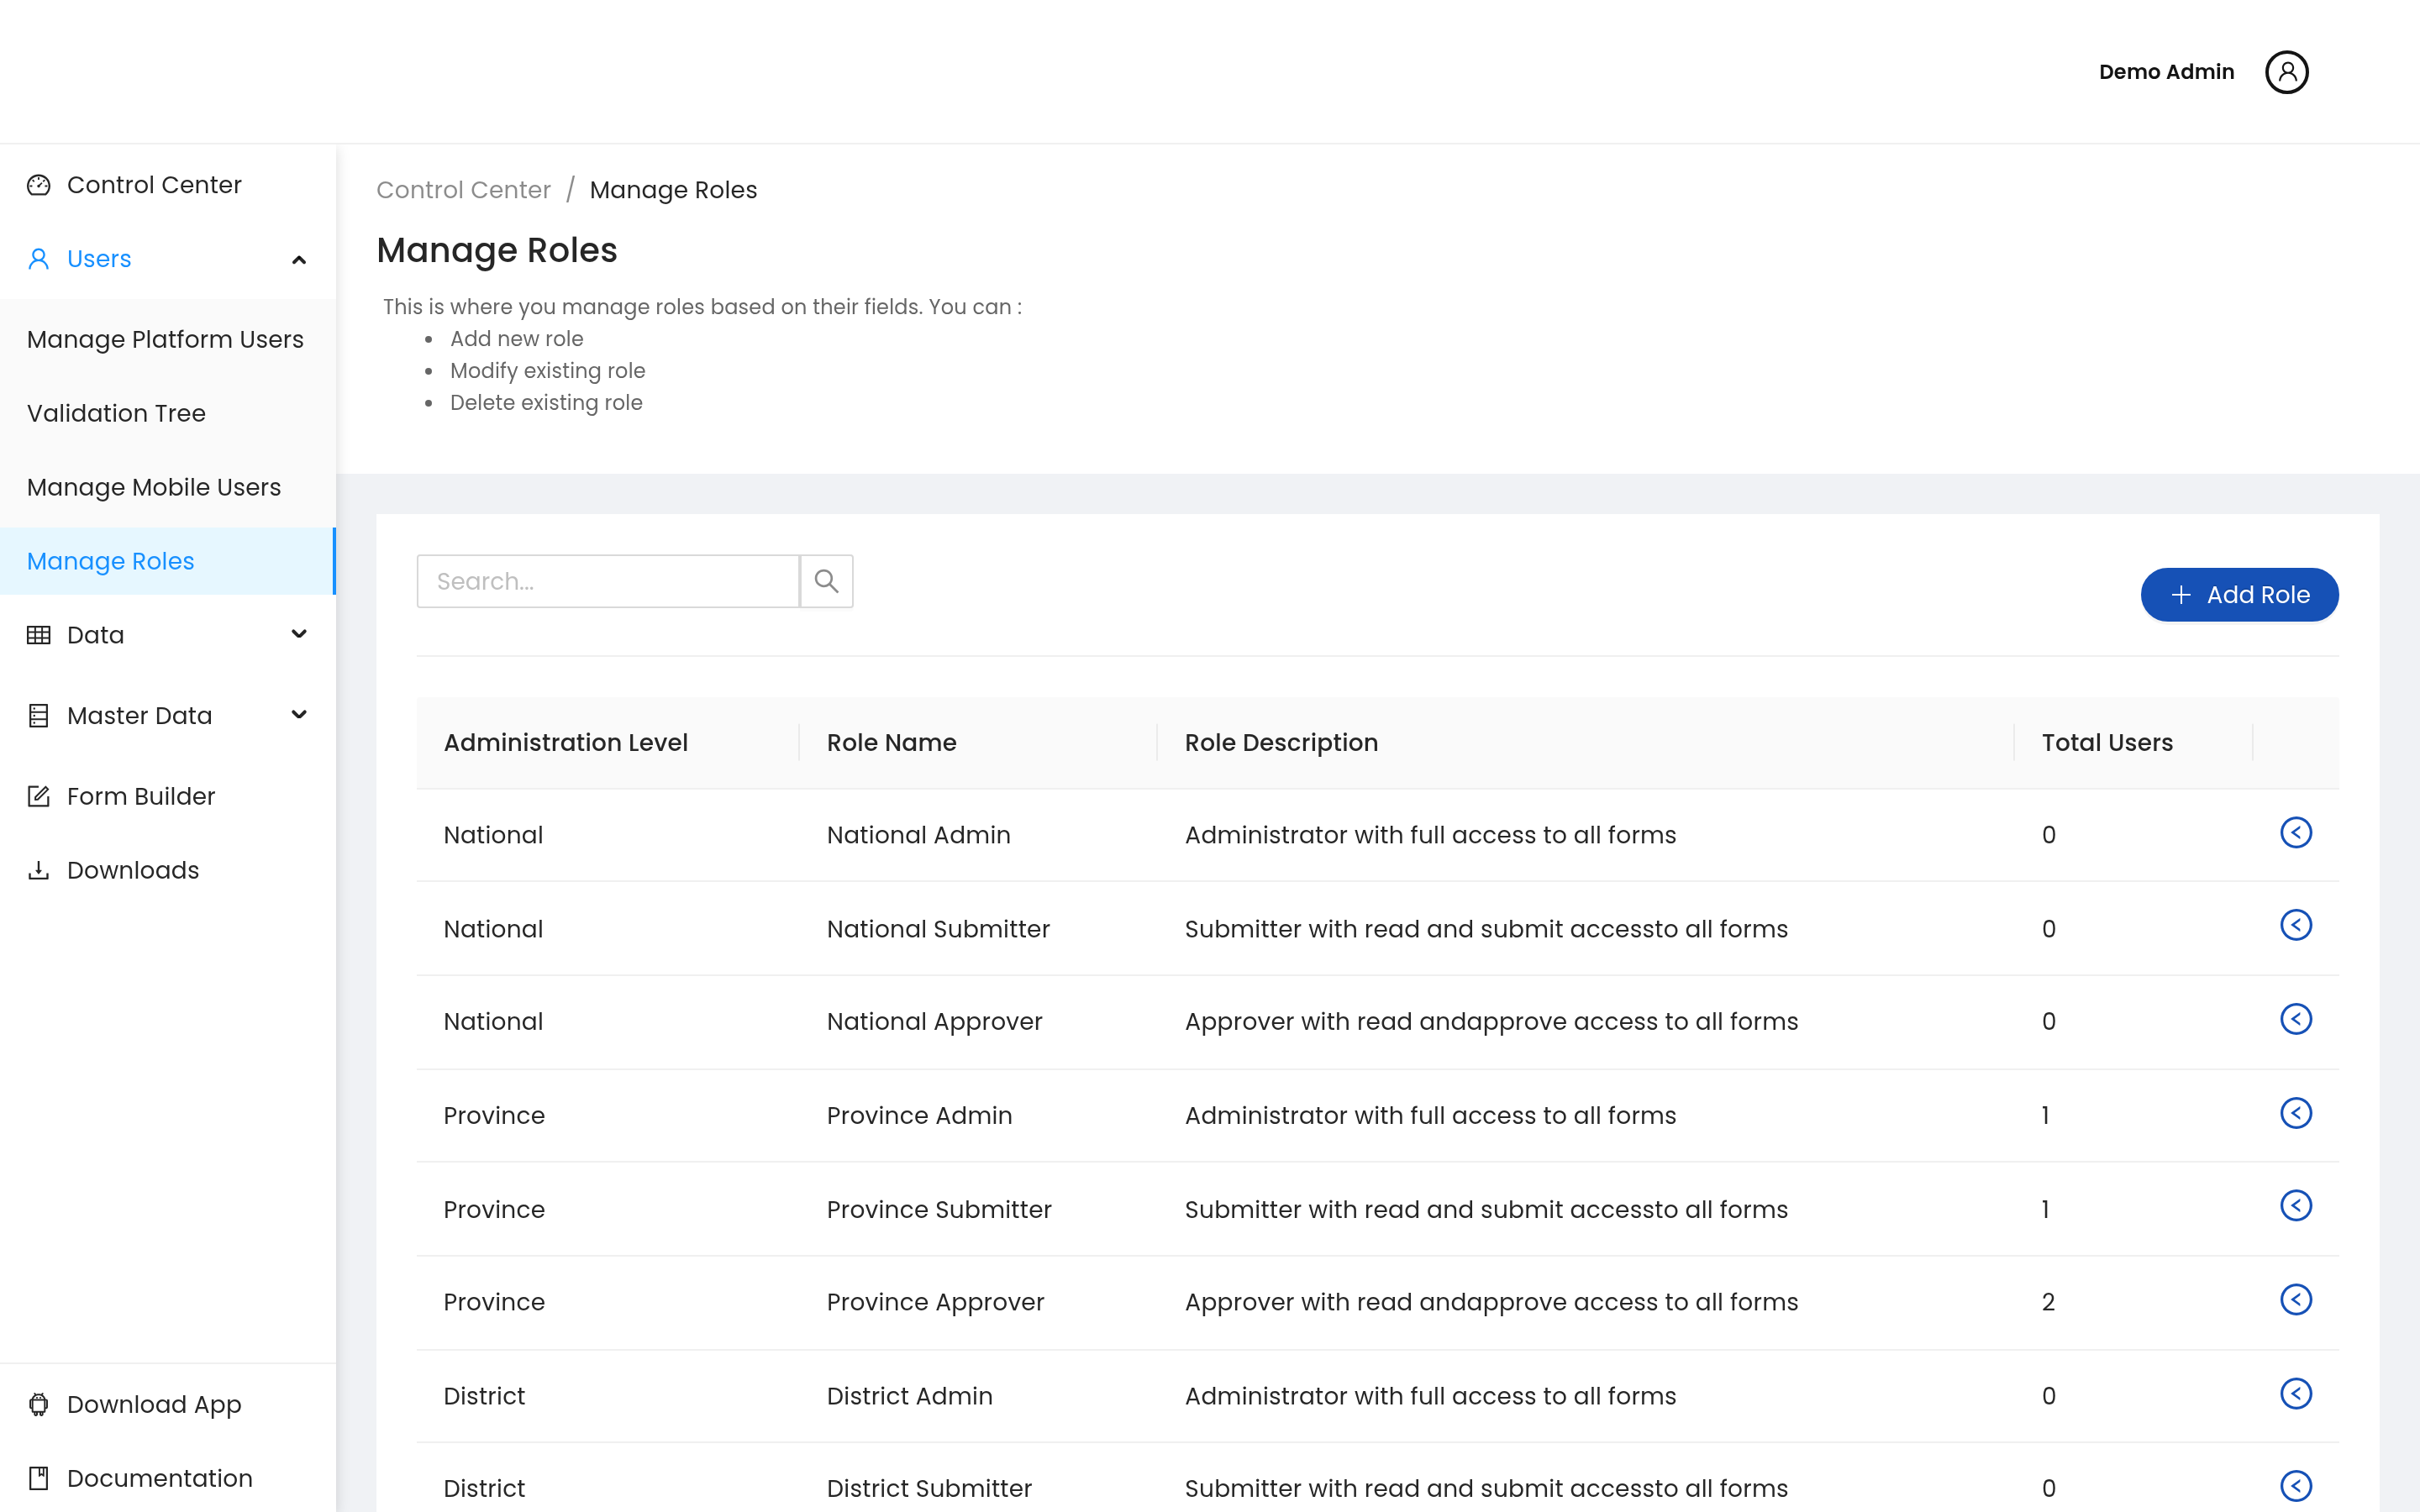 Demo Admin
Control Center
Users
Manage Platform Users
Validation Tree
Manage Mobile Users
Manage Roles
Data
Master Data
Form Builder
Downloads
Download App
Documentation
Control Center / Manage Roles
Manage Roles
This is where you manage roles based on their fields. You can :
• Add new role
• Modify existing role
• Delete existing role
Search...
+ Add Role
Administration Level Role Name Role Description Total Users
National National Admin Administrator with full access to all forms 0
National National Submitter Submitter with read and submit accessto all forms 0
National National Approver Approver with read andapprove access to all forms 0
Province Province Admin Administrator with full access to all forms 1
Province Province Submitter Submitter with read and submit accessto all forms 1
Province Province Approver Approver with read andapprove access to all forms 2
District District Admin Administrator with full access to all forms 0
District District Submitter Submitter with read and submit accessto all forms 0